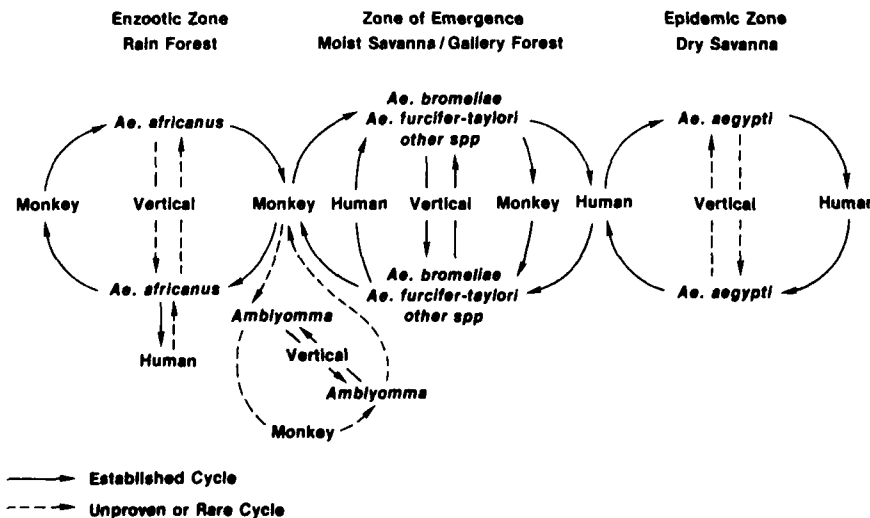 Enzootic Zone
Rain Forest
Zone of Emergence
Moist Savanna / Gallery Forest
Epidemic Zone
Dry Savanna
Ae. africanus
Monkey
Vertical
Ae. africanus
Human
Monkey
Ae. bromeliae
Ae. furcifer-taylori
other spp
Human
Vertical
Monkey
Ae. bromeliae
Ae. furcifer-taylori
other spp
Amblyomma
Vertical
Amblyomma
Monkey
Human
Ae. aegypti
Vertical
Human
Ae. aegypti
Established Cycle
Unproven or Rare Cycle